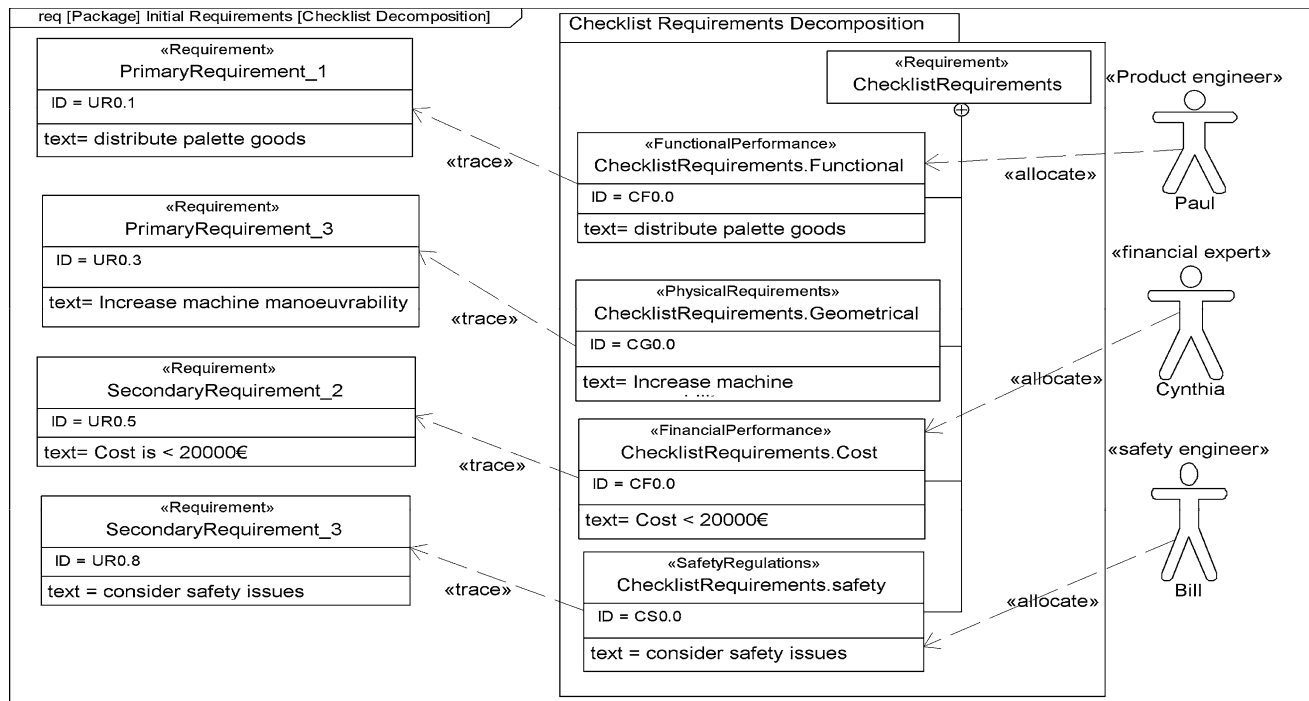 req [Package] Initial Requirements [Checklist Decomposition]
«Requirement»
PrimaryRequirement_1
ID = UR0.1
text= distribute palette goods
«Requirement»
PrimaryRequirement_3
ID = UR0.3
text= Increase machine manoeuvrability
«Requirement»
SecondaryRequirement_2
ID = UR0.5
text= Cost is < 20000€
«Requirement»
SecondaryRequirement_3
ID = UR0.8
text = consider safety issues
«trace»
«trace»
«trace»
«trace»
Checklist Requirements Decomposition
«Requirement»
ChecklistRequirements
«FunctionalPerformance»
ChecklistRequirements.Functional
ID = CF0.0
text= distribute palette goods
«PhysicalRequirements»
ChecklistRequirements.Geometrical
ID = CG0.0
text= Increase machine
«FinancialPerformance»
ChecklistRequirements.Cost
ID = CF0.0
text= Cost < 20000€
«SafetyRegulations»
ChecklistRequirements.safety
ID = CS0.0
text = consider safety issues
«Product engineer»
«allocate»
Paul
«financial expert»
«allocate»
Cynthia
«safety engineer»
«allocate»
Bill